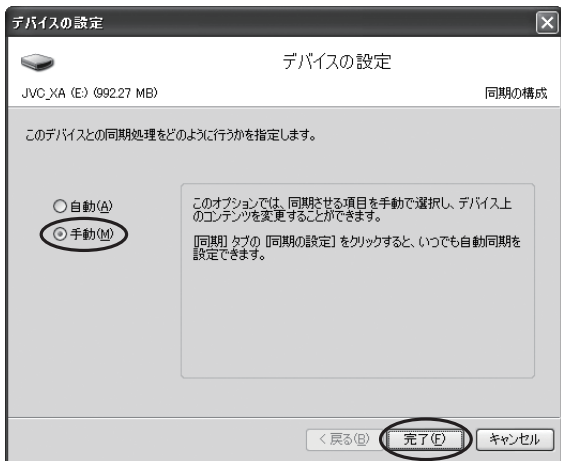 デバイスの設定
デバイスの設定
JVC_XA (E:) (992.27 MB)
同期の構成
このデバイスとの同期処理をどのように行うかを指定します。
自動(A)
手動(M)
このオプションでは、同期させる項目を手動で選択し、デバイス上
のコンテンツを変更することができます。
[同期] タブの [同期の設定] をクリックすると、いつでも自動同期を
設定できます。
< 戻る(B)
完了(F)
キャンセル